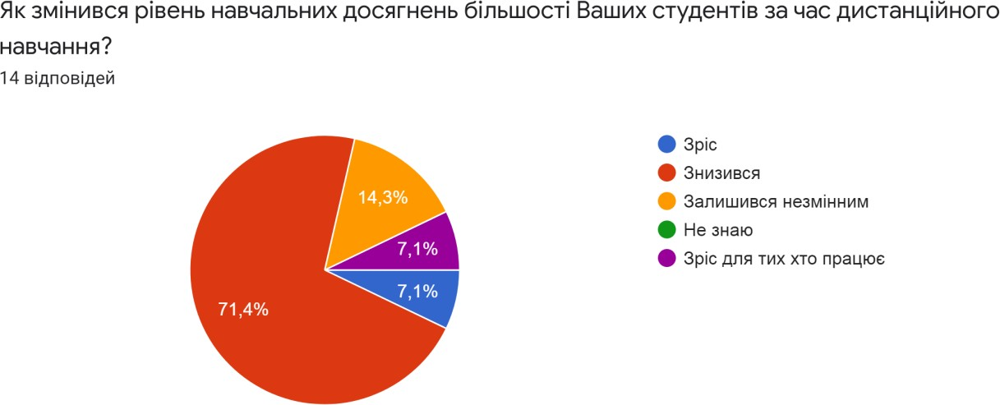 Як змінився рівень навчальних досягнень більшості Ваших студентів за час дистанційного
навчання?
14 відповідей
14,3%
7,1%
7,1%
71,4%
Зріс
Знизився
Залишився незмінним
Не знаю
Зріс для тих хто працює